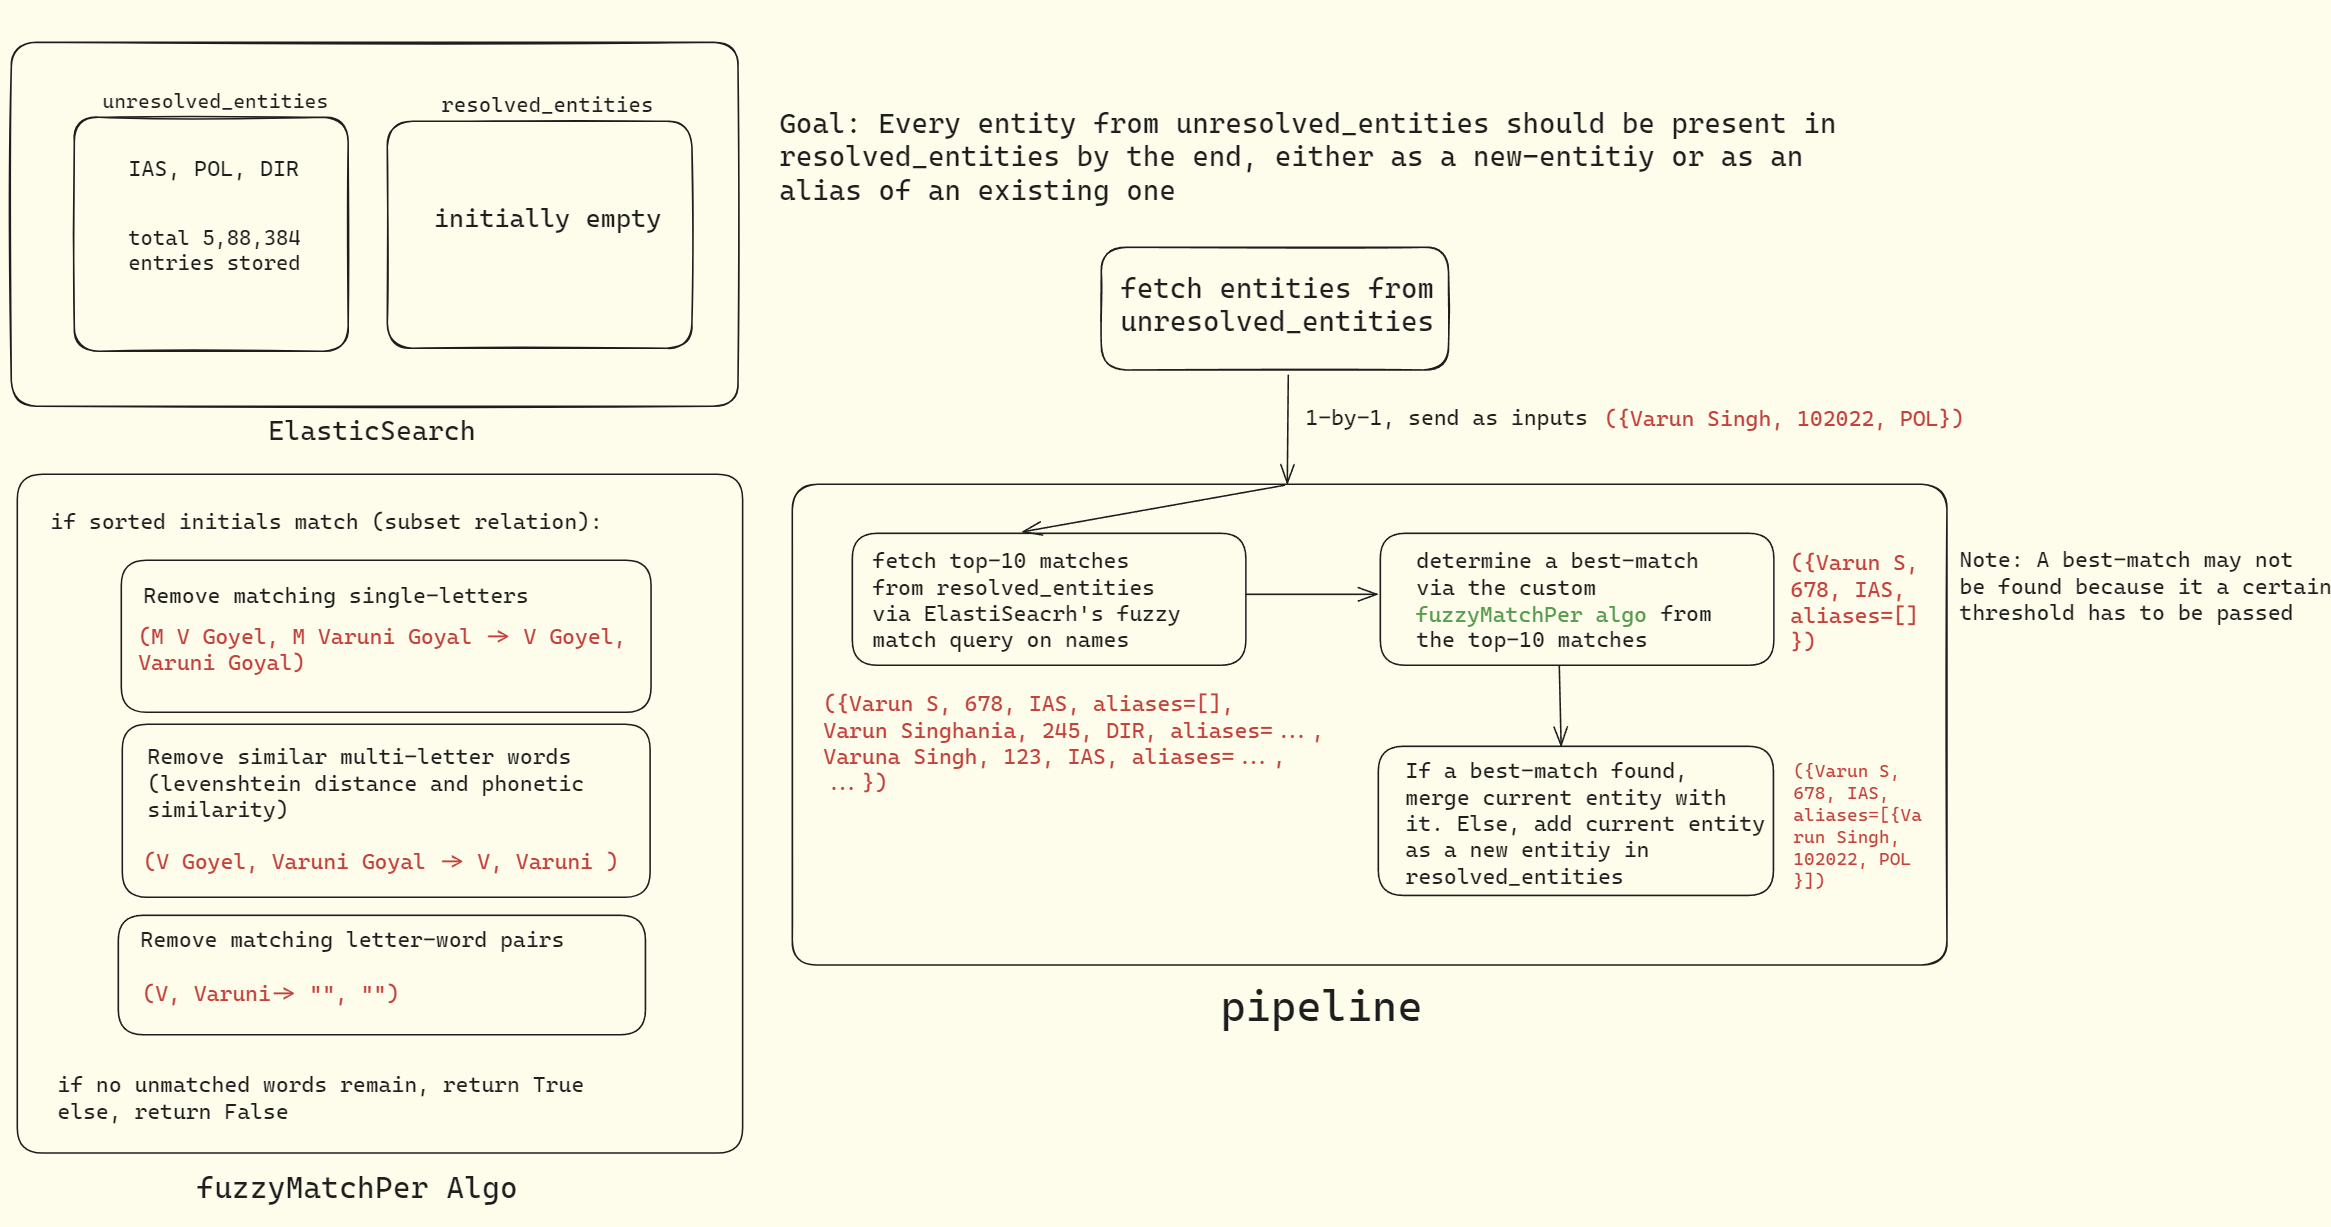 unresolved_entities
IAS, POL, DIR
total 5,88,384
entries stored
resolved_entities
initially empty
ElasticSearch
Goal: Every entity from unresolved_entities should be present in
resolved_entities by the end, either as a new-entitiy or as an
alias of an existing one
fetch entities from
unresolved_entities
1-by-1, send as inputs ({Varun Singh, 102022, POL})
fetch top-10 matches
from resolved_entities
via ElastiSeacrh's fuzzy
match query on names
({Varun S, 678, IAS, aliases=[],
Varun Singhania, 245, DIR, aliases=...,
Varuna Singh, 123, IAS, aliases=...,
...})
determine a best-match
via the custom
fuzzyMatchPer algo from
the top-10 matches
({Varun S,
678, IAS,
aliases=[]
})
Note: A best-match may not
be found because it a certain
threshold has to be passed
If a best-match found,
merge current entity with
it. Else, add current entity
as a new entitiy in
resolved_entities
({Varun S,
678, IAS,
aliases=[{Va
run Singh,
102022, POL
}])
pipeline
if sorted initials match (subset relation):
Remove matching single-letters
(M V Goyel, M Varuni Goyal -> V Goyel,
Varuni Goyal)
Remove similar multi-letter words
(levenshtein distance and phonetic
similarity)
(V Goyel, Varuni Goyal -> V, Varuni )
Remove matching letter-word pairs
(V, Varuni-> "", "")
if no unmatched words remain, return True
else, return False
fuzzyMatchPer Algo